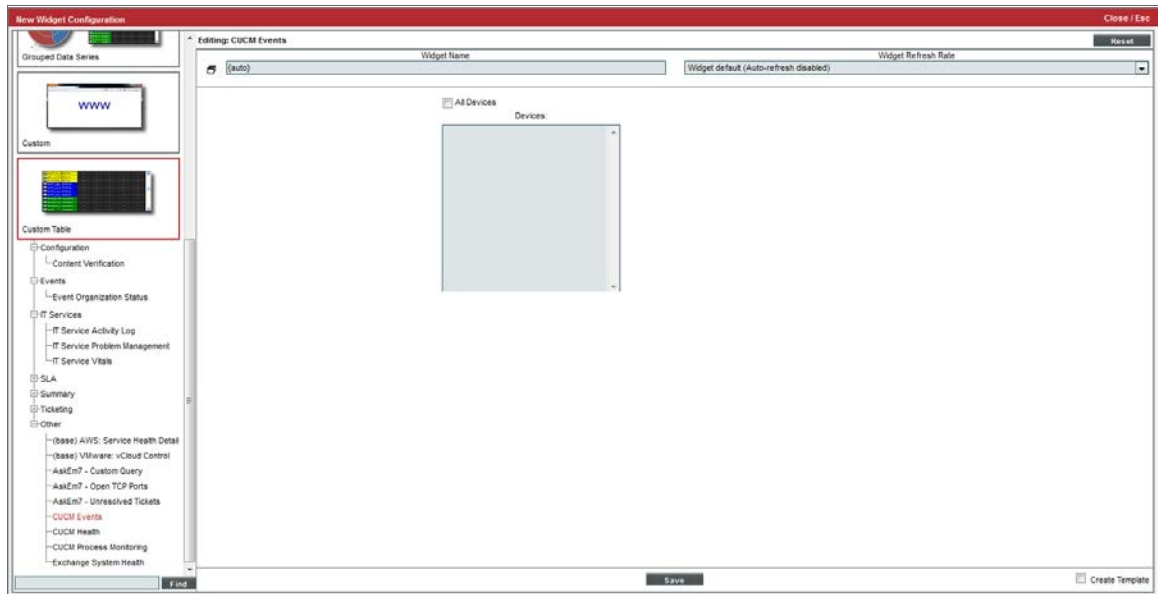 New Widget Configuration
Close / Esc
Grouped Data Series
www
Custom
Custom Table
Configuration
Content Verification
Events
Event Organization Status
IT Services
IT Service Activity Log
IT Service Problem Management
IT Service Vitals
SLA
Summary
Ticketing
Other
(base) AWS: Service Health Detail
(base) VMware: vCloud Control
AskEm7 - Custom Query
AskEm7 - Open TCP Ports
AskEm7 - Unresolved Tickets
CUCM Events
CUCM Health
CUCM Process Monitoring
Exchange System Health
Find
Editing: CUCM Events
Reset
Widget Name
Widget Refresh Rate
{auto}
Widget default (Auto-refresh disabled)
All Devices
Devices:
Save
Create Template